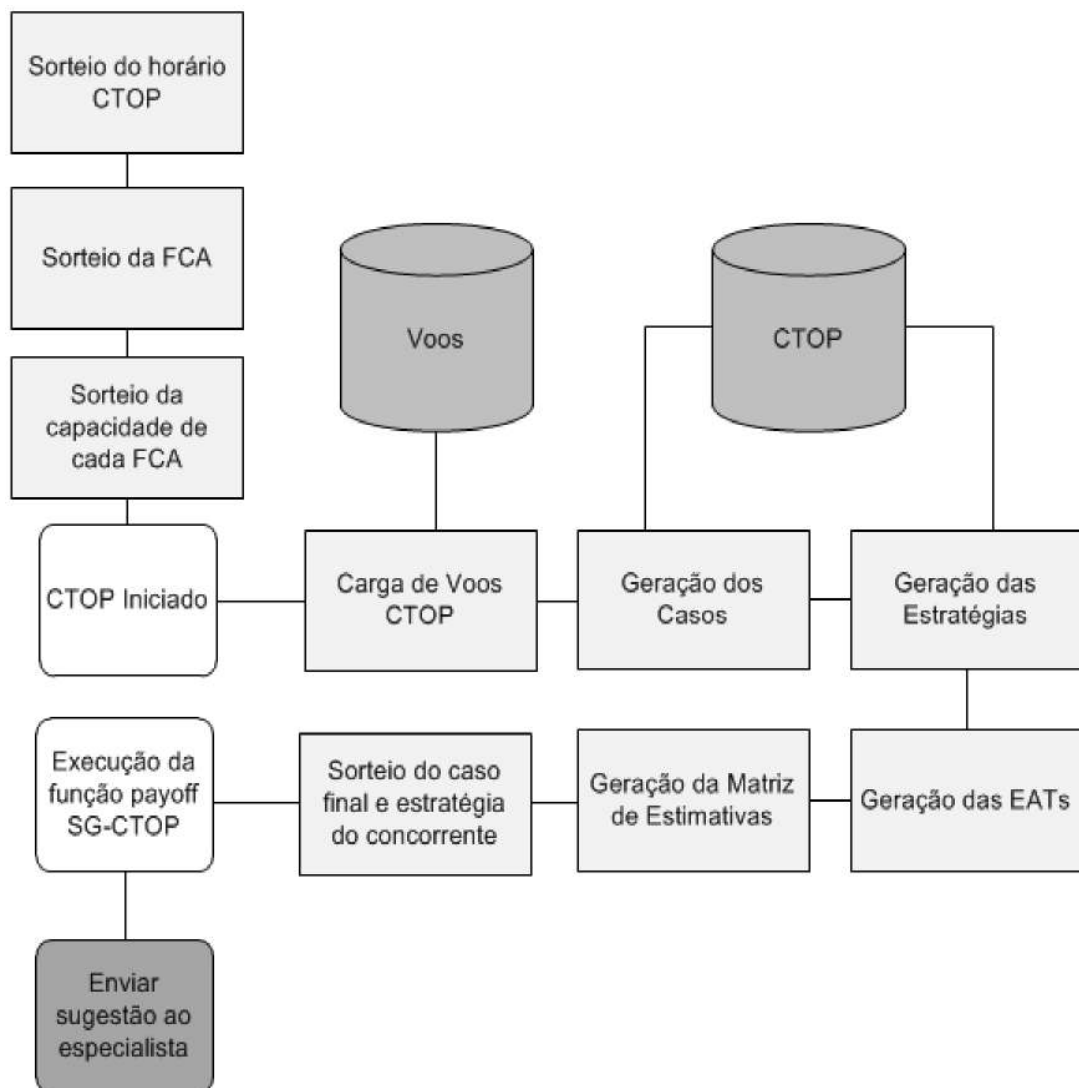 Sorteio do horário
CTOP
Sorteio da FCA
Sorteio da
capacidade de
cada FCA
Voos
CTOP
CTOP Iniciado
Carga de Voos
CTOP
Geração dos
Casos
Geração das
Estratégias
Execução da
função payoff
SG-CTOP
Sorteio do caso
final e estratégia
do concorrente
Geração da Matriz
de Estimativas
Geração das EATs
Enviar
sugestão ao
especialista